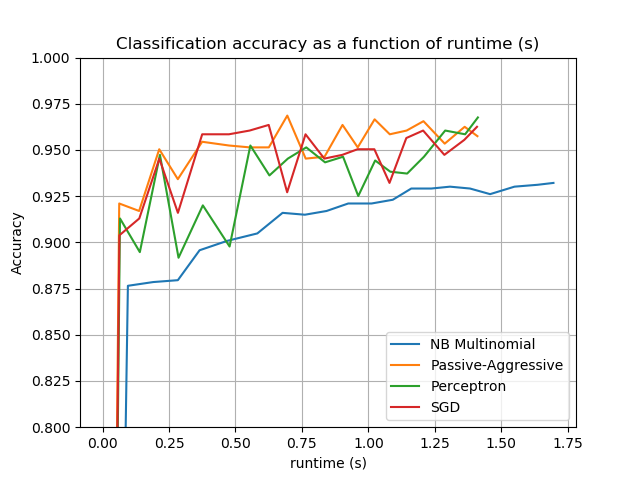 Classification accuracy as a function of runtime (s)
1.000
0.975
0.950
0.925
0.900
0.875
0.850
0.825
0.800
Accuracy
NB Multinomial
Passive-Aggressive
Perceptron
SGD
0.00 0.25 0.50 0.75 1.00 1.25 1.50 1.75
runtime (s)